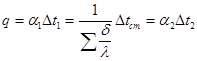 q = α₁Δt₁ = 1 / (∑ δ/λ) Δt_cm = α₂Δt₂